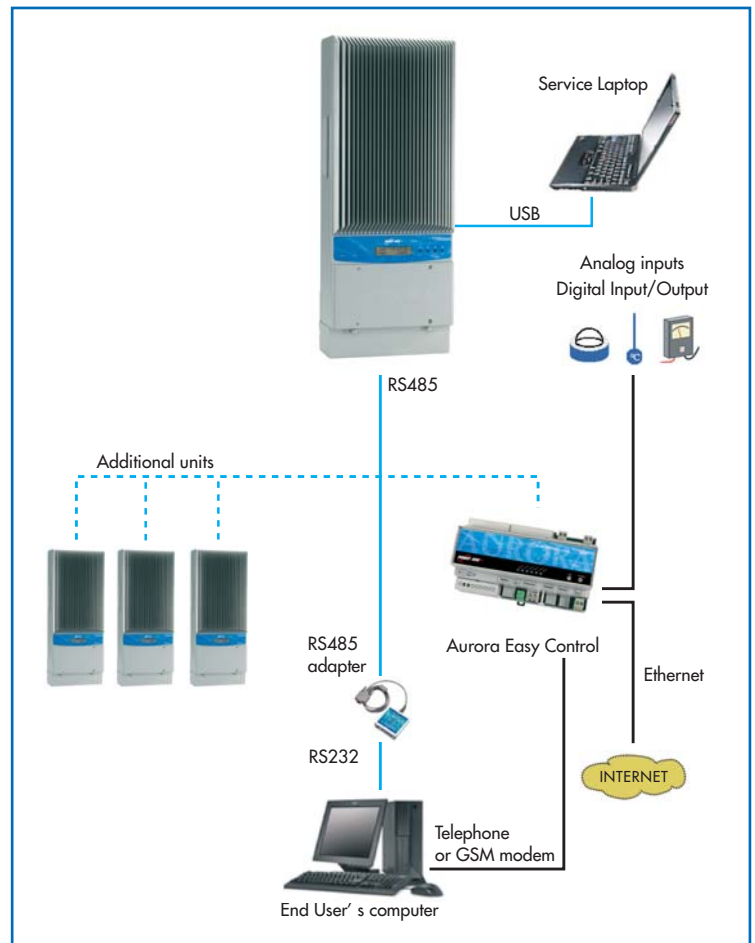 Service Laptop
USB
Analog inputs
Digital Input/Output
°C
RS485
Additional units
AURORA
RS485
adapter
Aurora Easy Control
Ethernet
RS232
INTERNET
Telephone
or GSM modem
End User' s computer